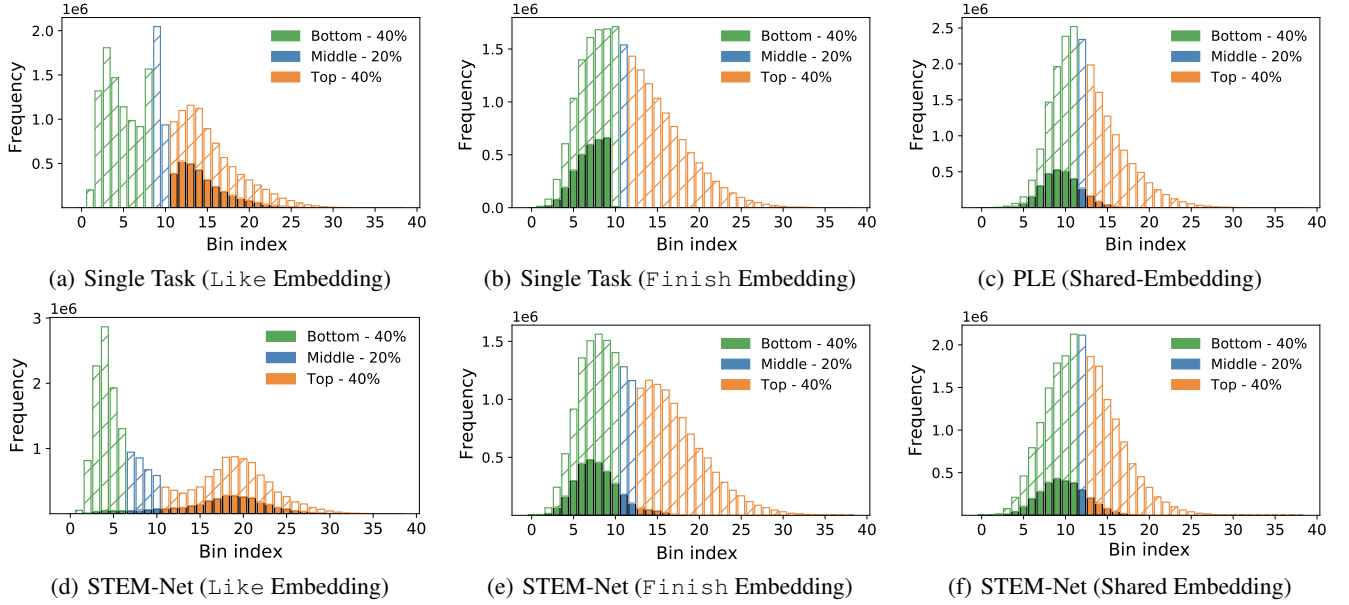 1e6
2.0
1.5
1.0
0.5
Frequency
Bottom - 40%
Middle - 20%
Top - 40%
0 5 10 15 20 25 30 35 40
Bin index
(a) Single Task (Like Embedding)
1e6
1.5
1.0
0.5
0.0
Frequency
Bottom - 40%
Middle - 20%
Top - 40%
0 5 10 15 20 25 30 35 40
Bin index
(b) Single Task (Finish Embedding)
1e6
2.5
2.0
1.5
1.0
0.5
Frequency
Bottom - 40%
Middle - 20%
Top - 40%
0 5 10 15 20 25 30 35 40
Bin index
(c) PLE (Shared-Embedding)
1e6
3
2
1
Frequency
Bottom - 40%
Middle - 20%
Top - 40%
0 5 10 15 20 25 30 35 40
Bin index
(d) STEM-Net (Like Embedding)
1e6
1.5
1.0
0.5
Frequency
Bottom - 40%
Middle - 20%
Top - 40%
0 5 10 15 20 25 30 35 40
Bin index
(e) STEM-Net (Finish Embedding)
1e6
2.0
1.5
1.0
0.5
Frequency
Bottom - 40%
Middle - 20%
Top - 40%
0 5 10 15 20 25 30 35 40
Bin index
(f) STEM-Net (Shared Embedding)